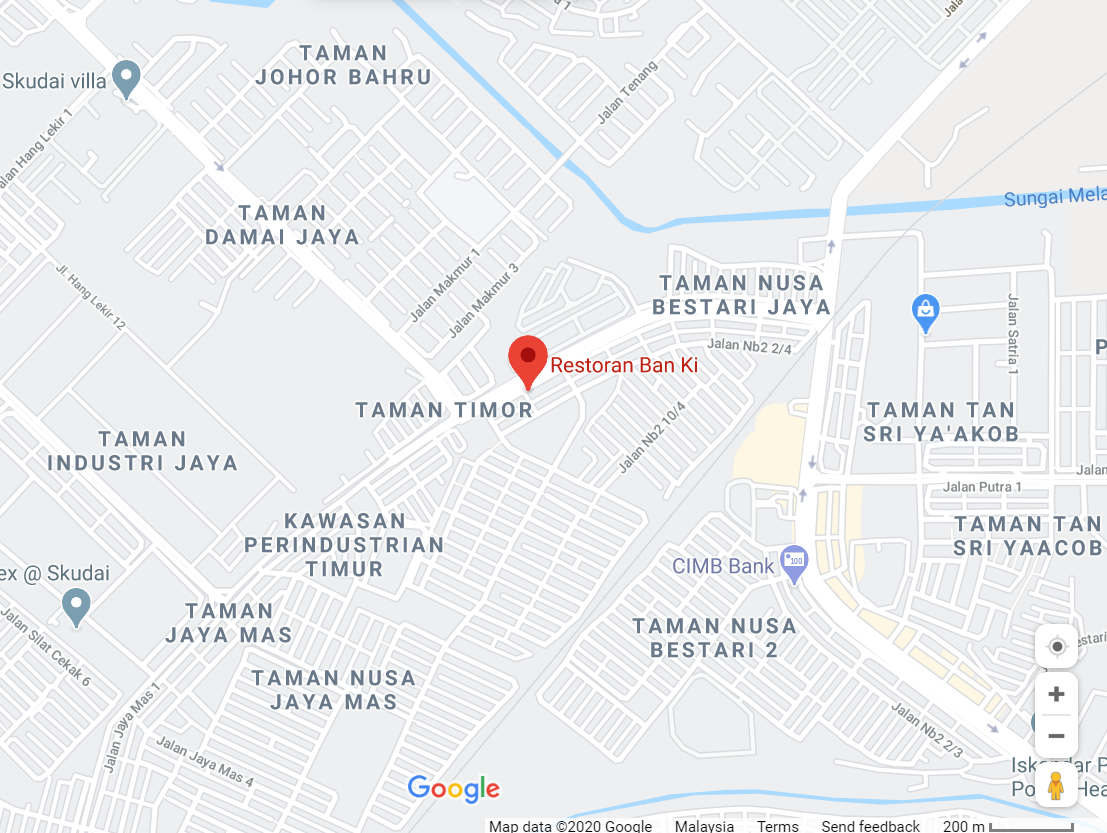 Jala
TAMAN
JOHOR BAHRU
Skudai villa
Jalan Tenang
Jalan Hang Lekir 1
Sungai Mela
TAMAN
DAMAI JAYA
Jalan Makmur 1
Jalan Makmur 3
Jl. Hang Lekir 12
TAMAN NUSA
BESTARI JAYA
Jalan Satria 1
Jalan Nb2 2/4
P
Restoran Ban Ki
TAMAN TIMOR
TAMAN TAN
SRI YA'AKOB
Jalan Nb2 10/4
TAMAN
INDUSTRI JAYA
Jalan
Jalan Putra 1
KAWASAN
PERINDUSTRIAN
TIMUR
TAMAN TAN
SRI YAACOB
CIMB Bank
100
ex @ Skudai
TAMAN
JAYA MAS
TAMAN NUSA
BESTARI 2
estari
Jalan Silat Cekak 6
TAMAN NUSA
JAYA MAS
Jalan Jaya Mas 1
Jalan Nb2 2/3
Jalan Jaya Mas 4
Google
Map data ©2020 Google Malaysia Terms Send feedback 200 m